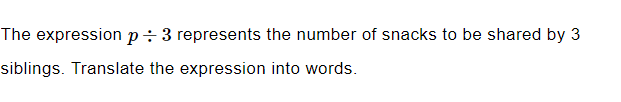 The expression p ÷ 3 represents the number of snacks to be shared by 3
siblings. Translate the expression into words.